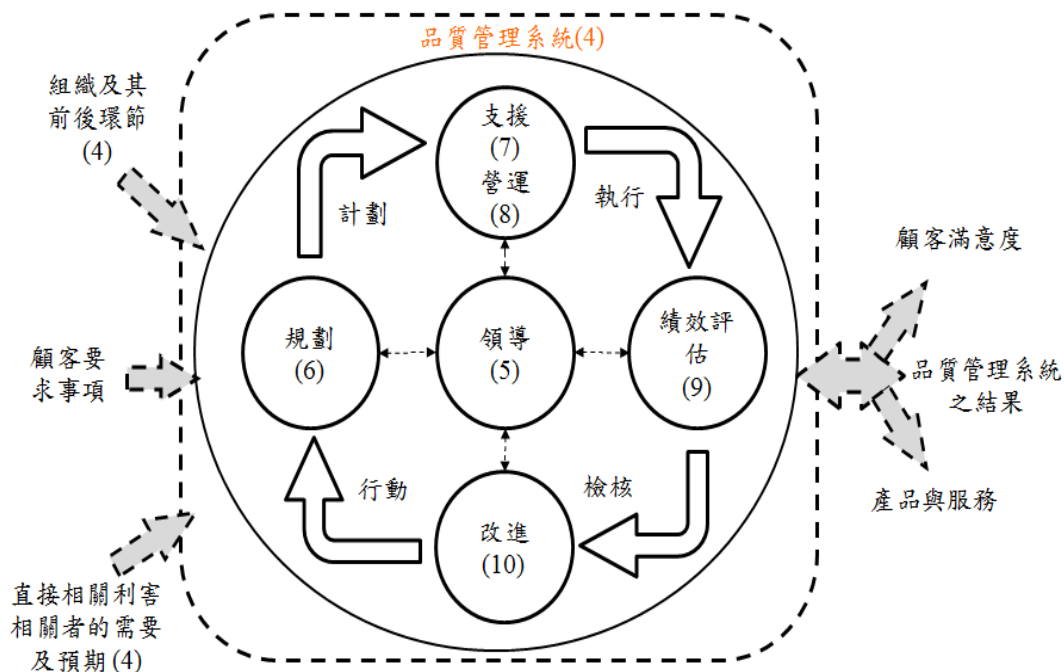 品質管理系統(4)
組織及其
前後環節
(4)
支援
(7)
營運
(8)
計劃
執行
顧客滿意度
規劃
(6)
領導
(5)
績效評
估
(9)
顧客要
求事項
品質管理系統
之結果
行動
檢核
改進
(10)
產品與服務
直接相關利害
相關者的需要
及預期(4)